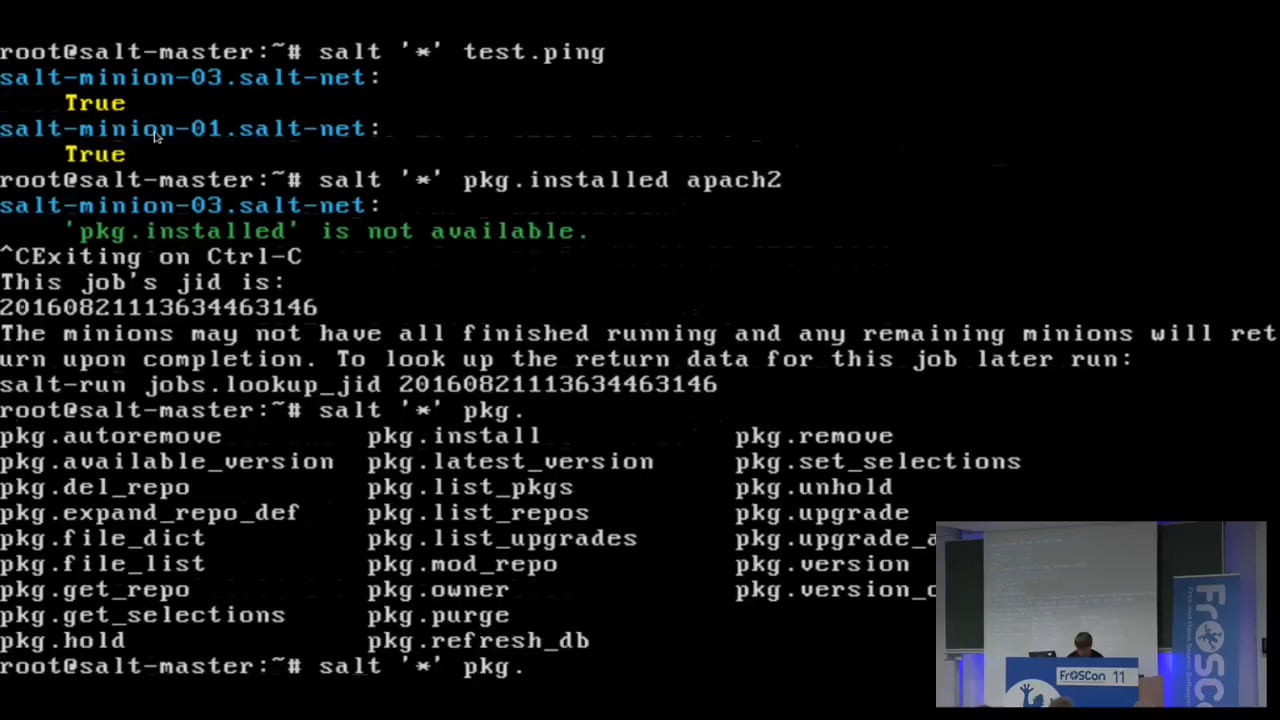 root@salt-master:~# salt '*' test.ping
salt-minion-03.salt-net:
True
salt-minion-01.salt-net:
True
root@salt-master:~# salt '*' pkg.installed apach2
salt-minion-03.salt-net:
'pkg.installed' is not available.
^CExiting on Ctrl-C
This job's jid is:
20160821113634463146
The minions may not have all finished running and any remaining minions will ret
urn upon completion. To look up the return data for this job later run:
salt-run jobs.lookup_jid 20160821113634463146
root@salt-master:~# salt '*' pkg.
pkg.autoremove pkg.install pkg.remove
pkg.available_version pkg.latest_version pkg.set_selections
pkg.del_repo pkg.list_pkgs pkg.unhold
pkg.expand_repo_def pkg.list_repos pkg.upgrade
pkg.file_dict pkg.list_upgrades pkg.upgrade_a
pkg.file_list pkg.mod_repo pkg.version
pkg.get_repo pkg.owner pkg.version_
pkg.get_selections pkg.purge
pkg.hold pkg.refresh_db
root@salt-master:~# salt '*' pkg.
FrOSCon 11
FrOSC